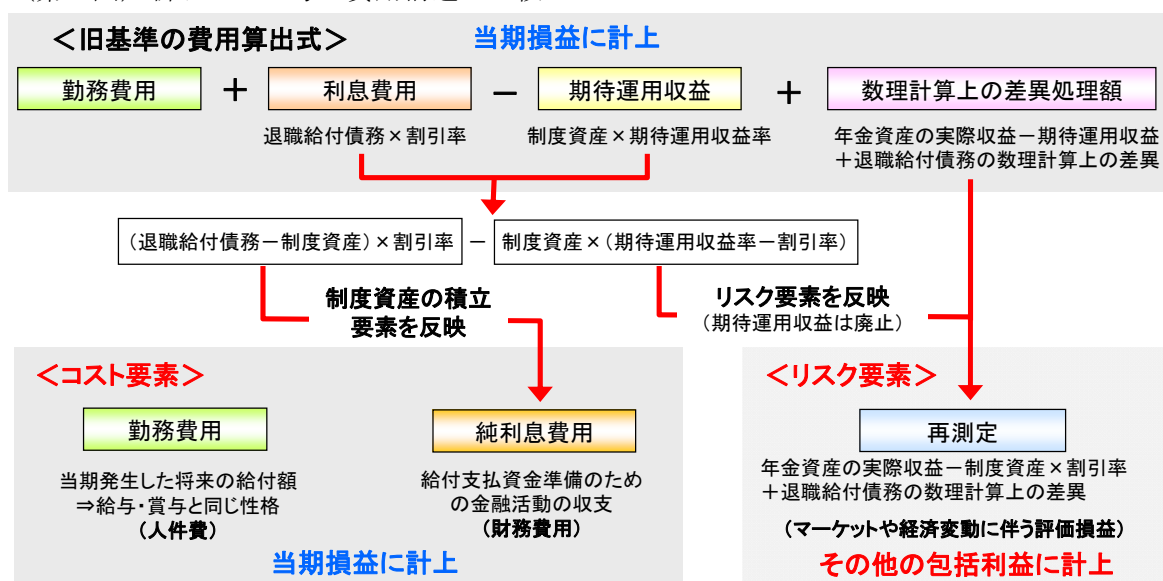 ＜旧基準の費用算出式＞ 当期損益に計上
勤務費用 ＋ 利息費用 － 期待運用収益 ＋ 数理計算上の差異処理額
退職給付債務×割引率
制度資産×期待運用収益率
年金資産の実際収益－期待運用収益
＋退職給付債務の数理計算上の差異
（退職給付債務－制度資産）×割引率 － 制度資産×（期待運用収益率－割引率）
制度資産の積立
要素を反映
リスク要素を反映
（期待運用収益は廃止）
＜コスト要素＞
勤務費用
当期発生した将来の給付額
⇒給与・賞与と同じ性格
（人件費）
純利息費用
給付支払資金準備のため
の金融活動の収支
（財務費用）
当期損益に計上
＜リスク要素＞
再測定
年金資産の実際収益－制度資産×割引率
＋退職給付債務の数理計算上の差異
（マーケットや経済変動に伴う評価損益）
その他の包括利益に計上